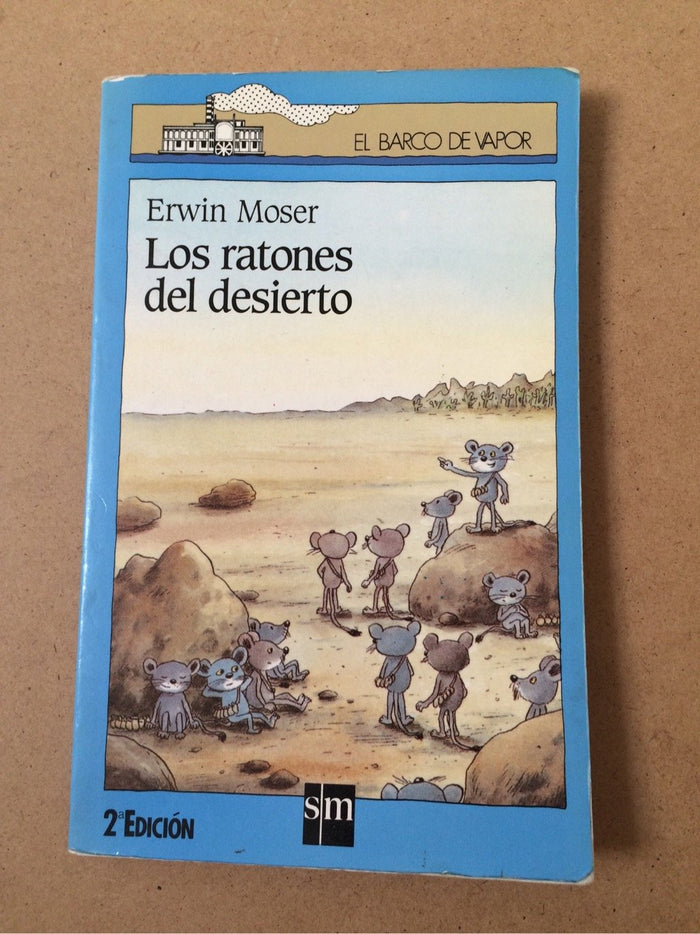 EL BARCO DE VAPOR
Erwin Moser
Los ratones
del desierto
2ª EDICIÓN
sm